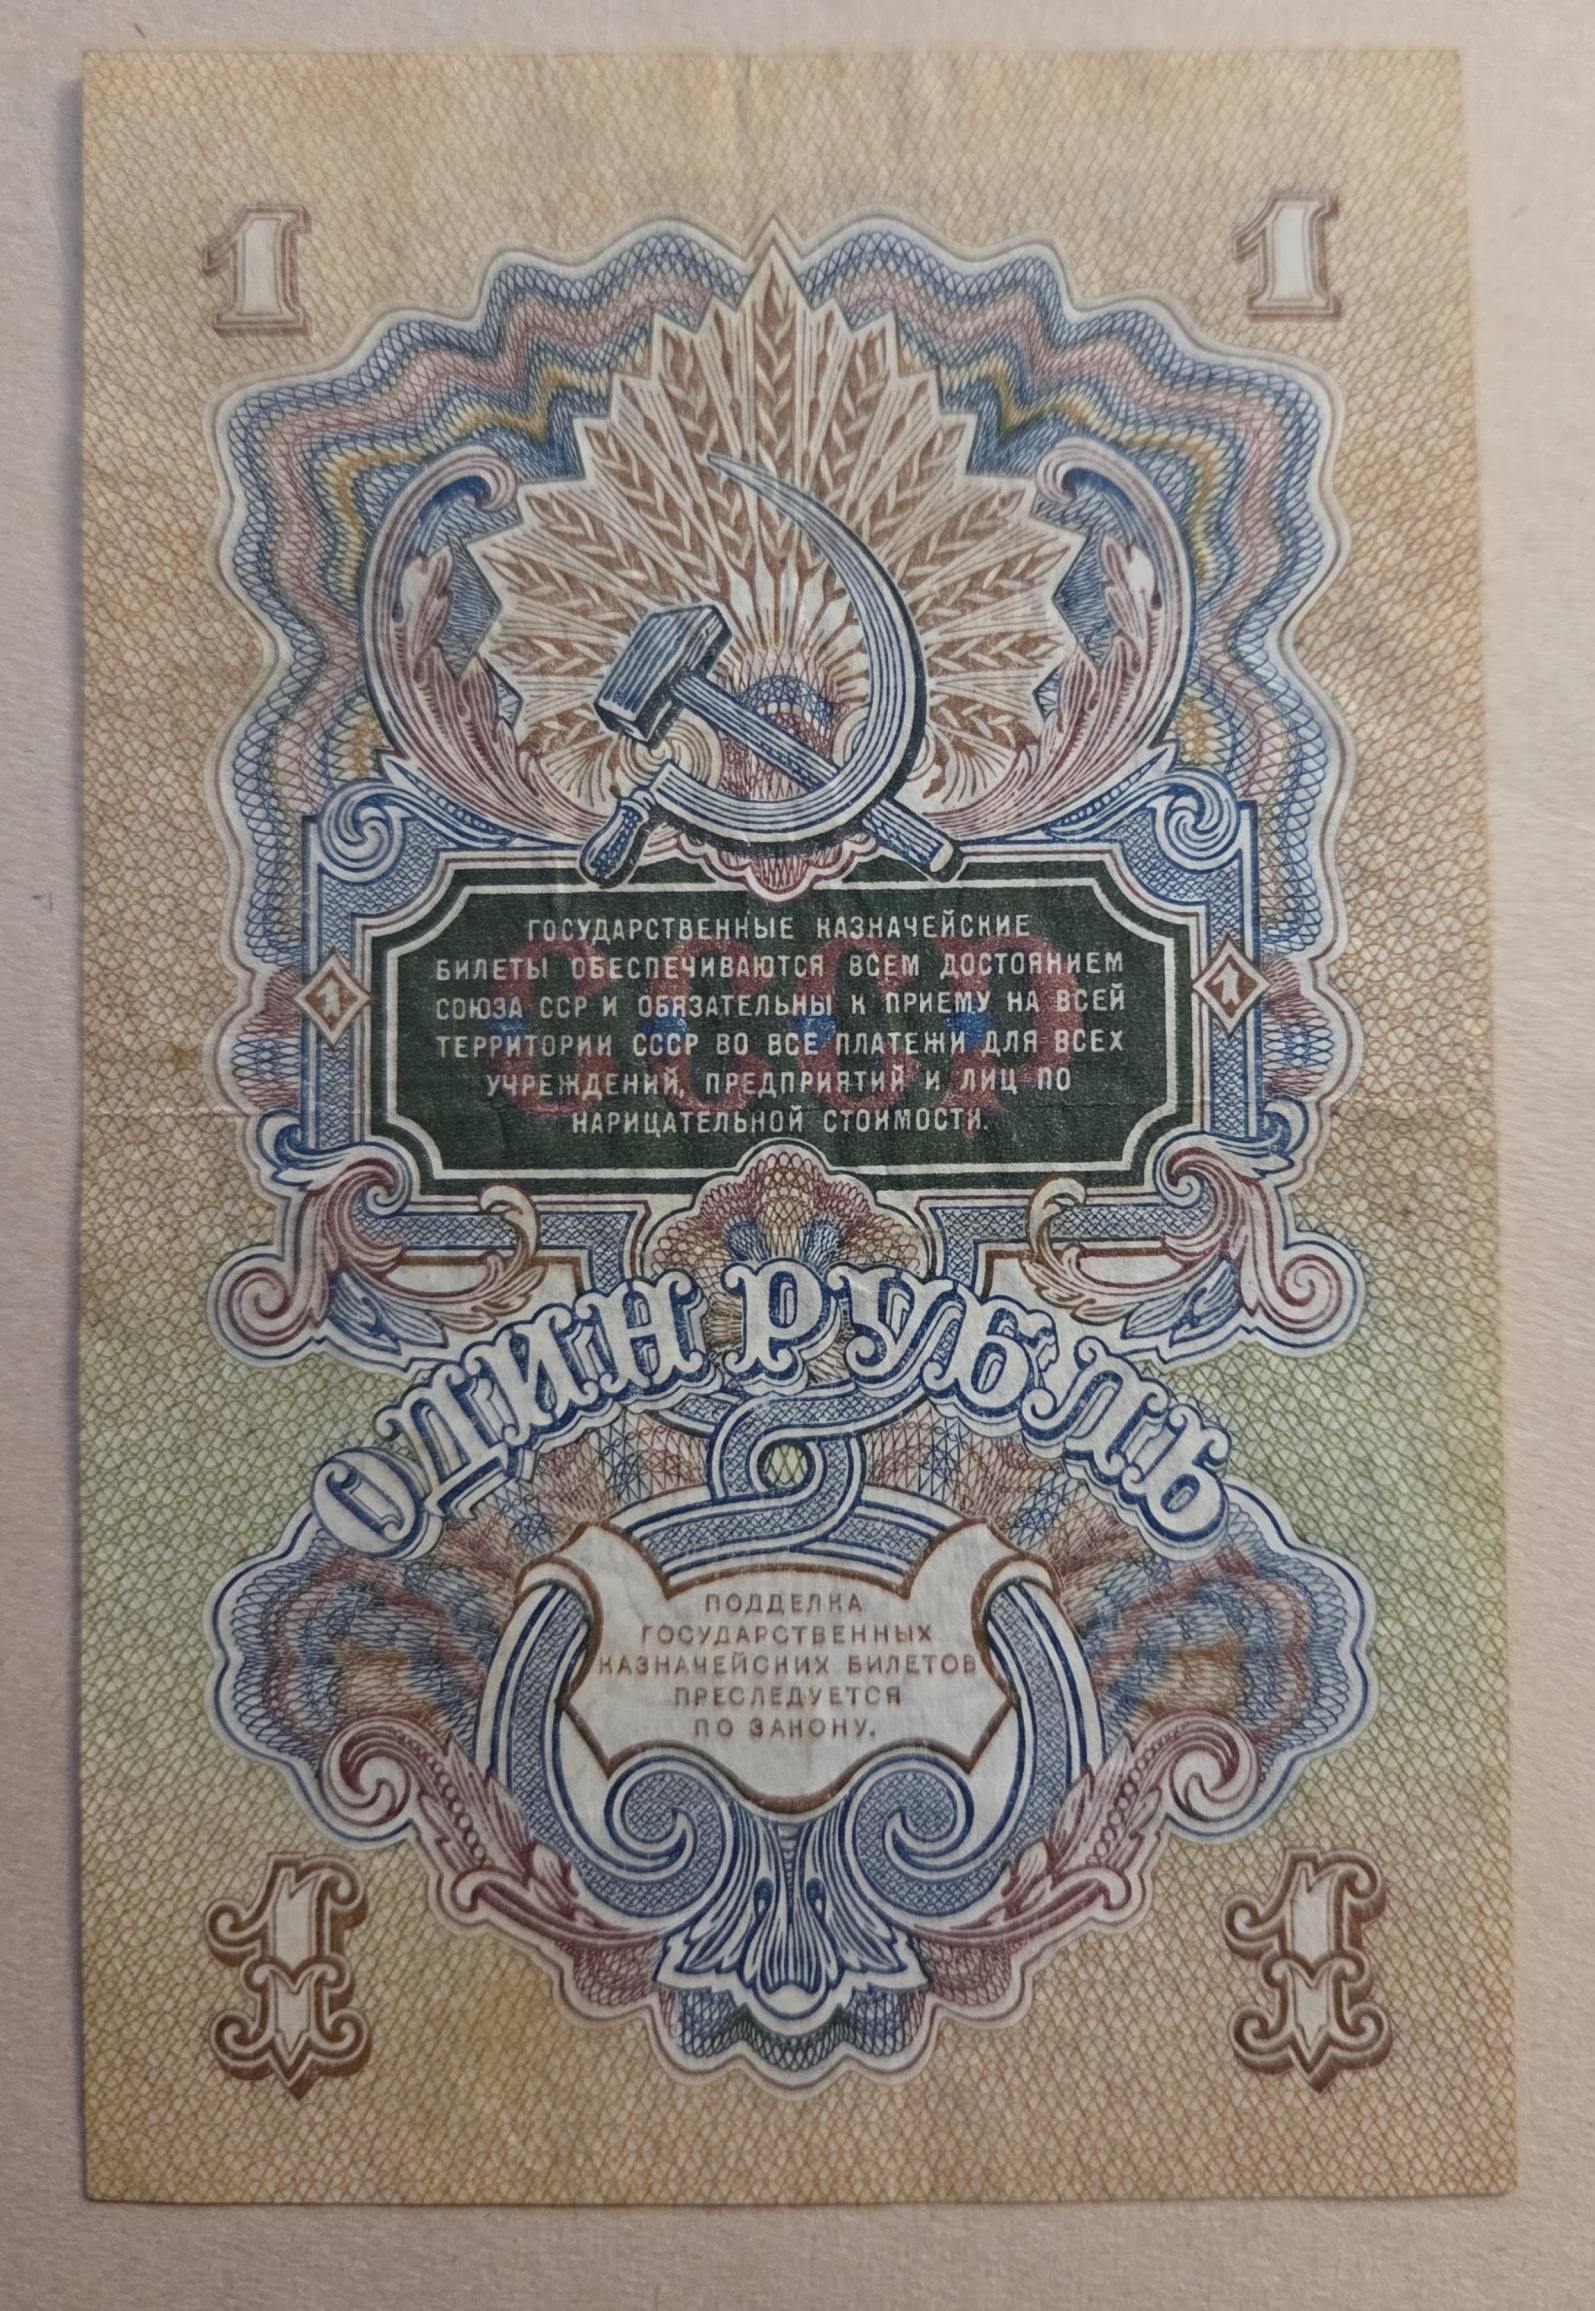 1 1
ГОСУДАРСТВЕННЫЕ КАЗНАЧЕЙСКИЕ
БИЛЕТЫ ОБЕСПЕЧИВАЮТСЯ ВСЕМ ДОСТОЯНИЕМ
СОЮЗА ССР И ОБЯЗАТЕЛЬНЫ К ПРИЕМУ НА ВСЕЙ
ТЕРРИТОРИИ СССР ВО ВСЕ ПЛАТЕЖИ ДЛЯ ВСЕХ
УЧРЕЖДЕНИЙ, ПРЕДПРИЯТИЙ И ЛИЦ ПО
НАРИЦАТЕЛЬНОЙ СТОИМОСТИ.
СССР
1 1
ОДИН РУБЛЬ
ПОДДЕЛКА
ГОСУДАРСТВЕННЫХ
КАЗНАЧЕЙСКИХ БИЛЕТОВ
ПРЕСЛЕДУЕТСЯ
ПО ЗАКОНУ.
1 1